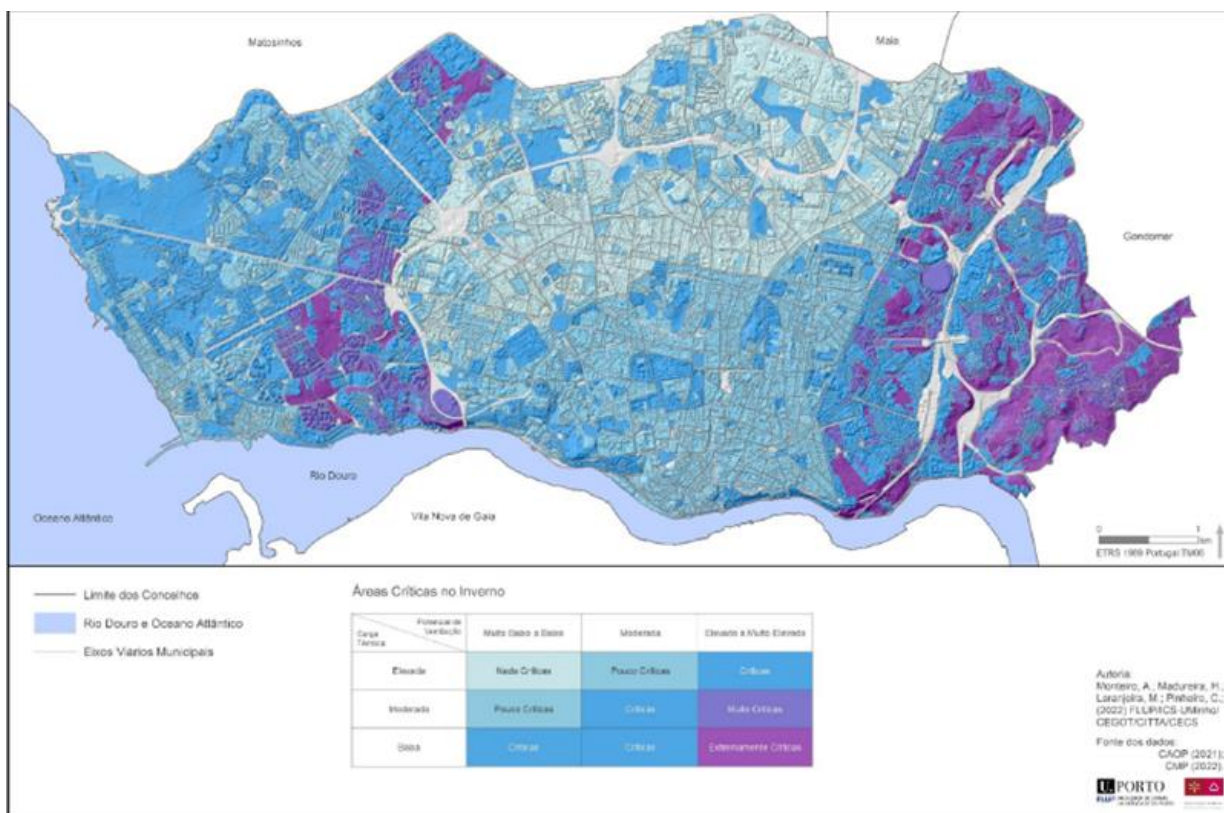 Matosinhos
Maia
Gondomar
Rio Douro
Vila Nova de Gaia
Oceano Atlântico
0 1
km
ETRS 1989 Portugal TM06
Limite dos Concelhos
Rio Douro e Oceano Atlântico
Eixos Viários Municipais
Áreas Críticas no Inverno
Potencial de
Ventilação
Carga
Térmica
Muito Baixo a Baixo
Moderada
Elevado a Muito Elevado
Elevada
Nada Críticas
Pouco Críticas
Críticas
Moderada
Pouco Críticas
Críticas
Muito Críticas
Baixa
Críticas
Críticas
Extremamente Críticas
Autoria:
Monteiro, A.; Madureira, H.;
Laranjeira, M.; Pinheiro, C.;
(2022) FLUP/ICS-UMinho/
CEGOT/CITTA/CECS
Fonte dos dados:
CAOP (2021);
CMP (2022).
U. PORTO